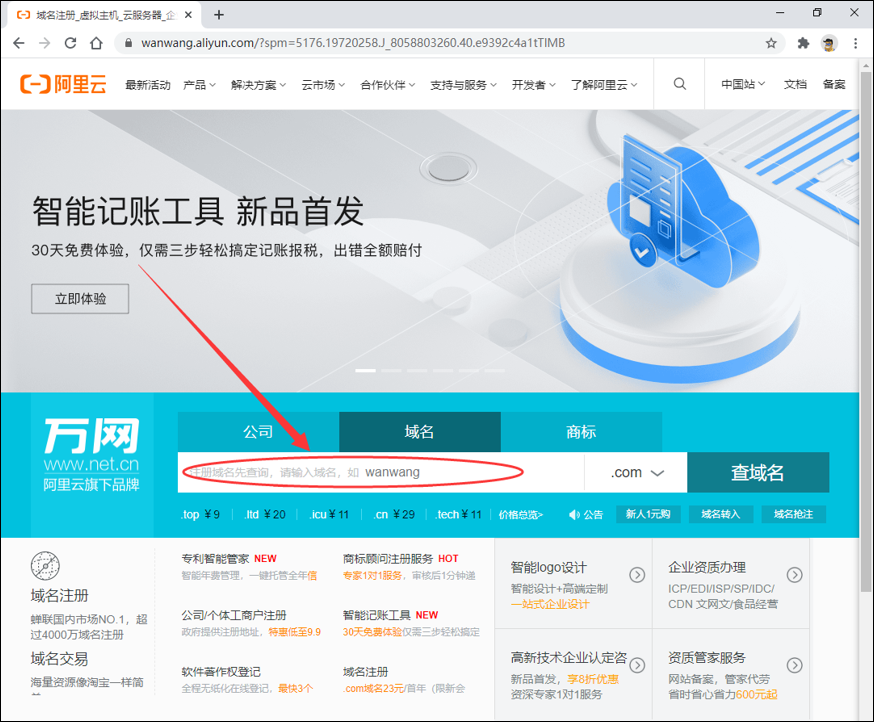 域名注册_虚拟主机_云服务器_企
wanwang.aliyun.com/?spm=5176.19720258J_8058803260.40.e9392c4a1tTIMB
阿里云 最新活动 产品 解决方案 云市场 合作伙伴 支持与服务 开发者 了解阿里云 中国站 文档 备案
智能记账工具 新品首发
30天免费体验，仅需三步轻松搞定记账报税，出错全额赔付
立即体验
万网
www.net.cn
阿里云旗下品牌
公司 域名 商标
注册域名先查询，请输入域名，如 wanwang .com 查域名
.top ¥9 .ltd ¥20 .icu ¥11 .cn ¥29 .tech ¥11 价格总览> 公告 新人1元购 域名转入 域名抢注
域名注册
蝉联国内市场NO.1，超
过4000万域名注册
域名交易
海量资源像淘宝一样简
专利智能管家 NEW
智能年费管理，一键托管全年信
商标顾问注册服务 HOT
专家1对1服务，审核后1分钟递
公司/个体工商户注册
政府提供注册地址，特惠低至9.9
智能记账工具 NEW
30天免费体验仅需三步轻松搞定
软件著作权登记
全程无纸化在线登记，最快3个
域名注册
.com域名23元/首年（限新会
智能logo设计
智能设计+高端定制
一站式企业设计
企业资质办理
ICP/EDI/ISP/SP/IDC/
CDN 文网文/食品经营
高新技术企业认定咨
新品首发，享8折优惠
资深专家1对1服务
资质管家服务
网站备案，管家代劳
省时省心省力600元起